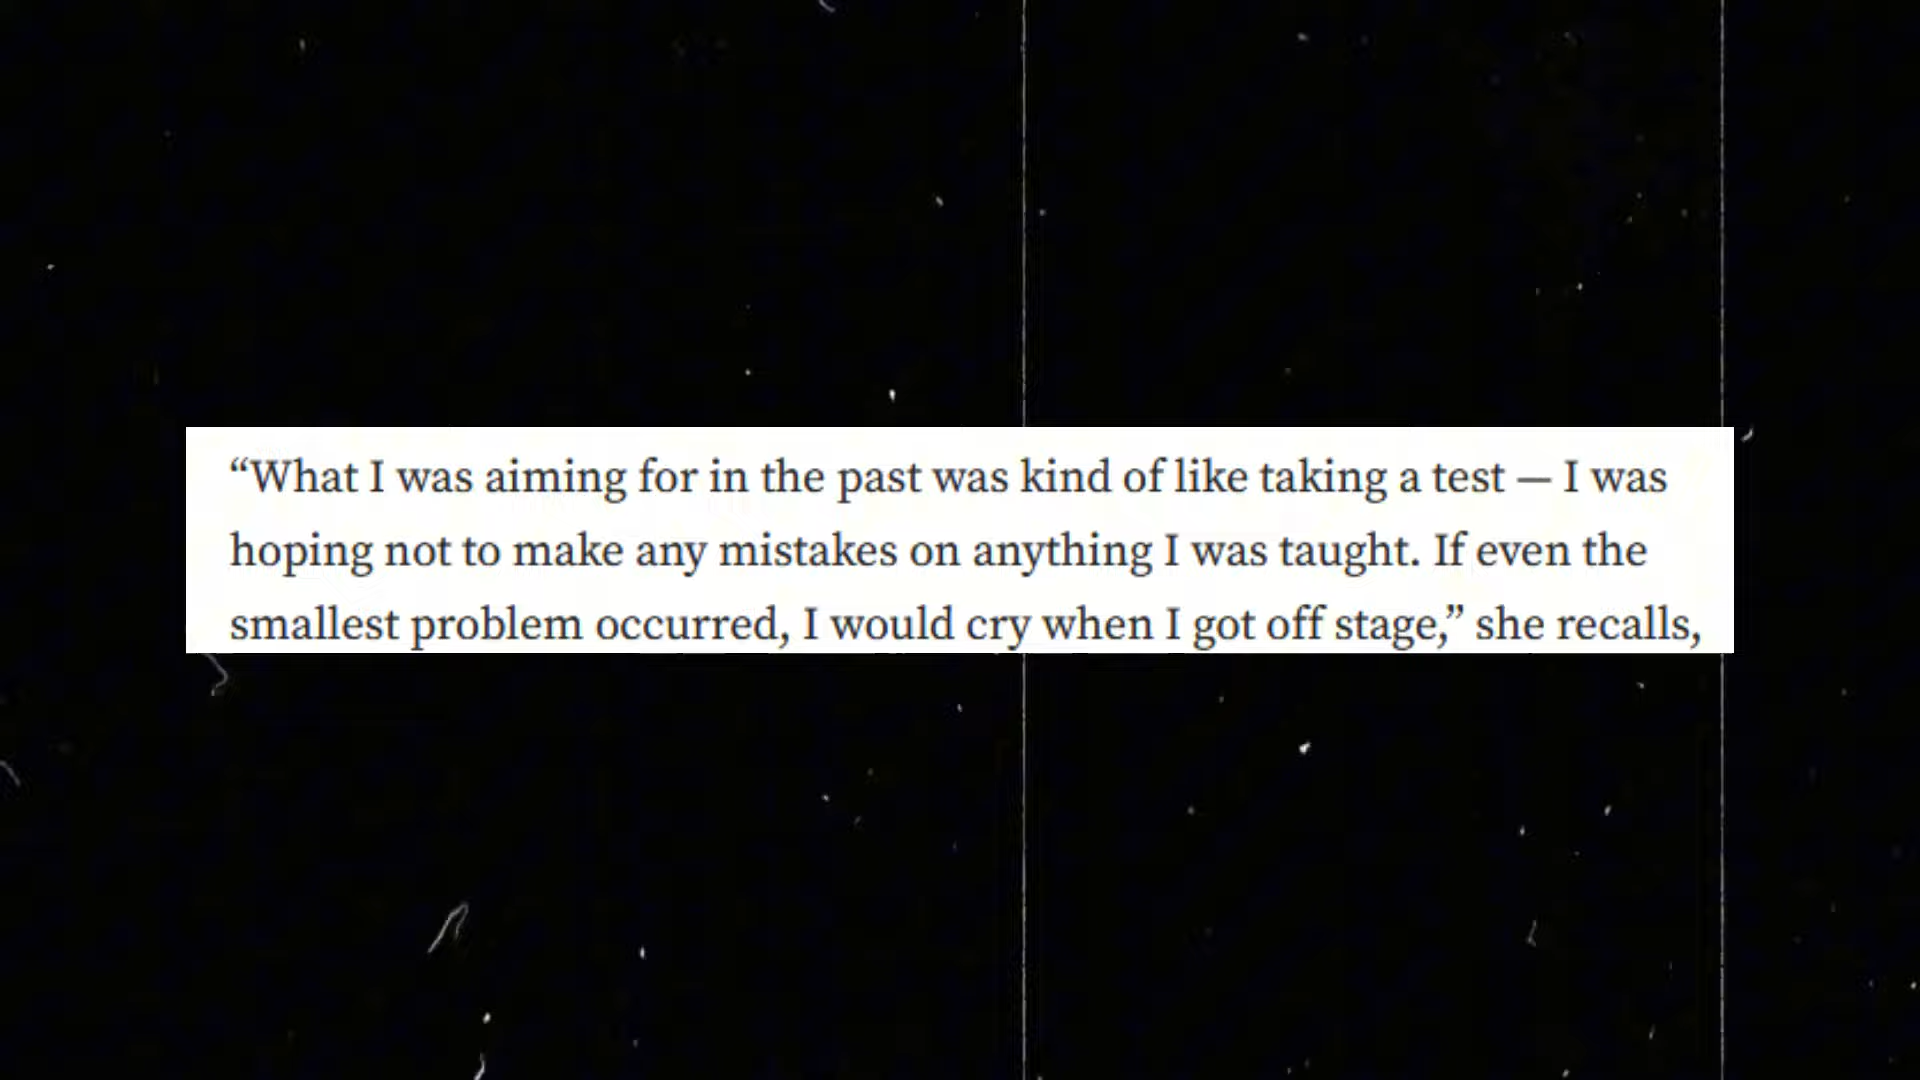 “What I was aiming for in the past was kind of like taking a test — I was
hoping not to make any mistakes on anything I was taught. If even the
smallest problem occurred, I would cry when I got off stage,” she recalls,